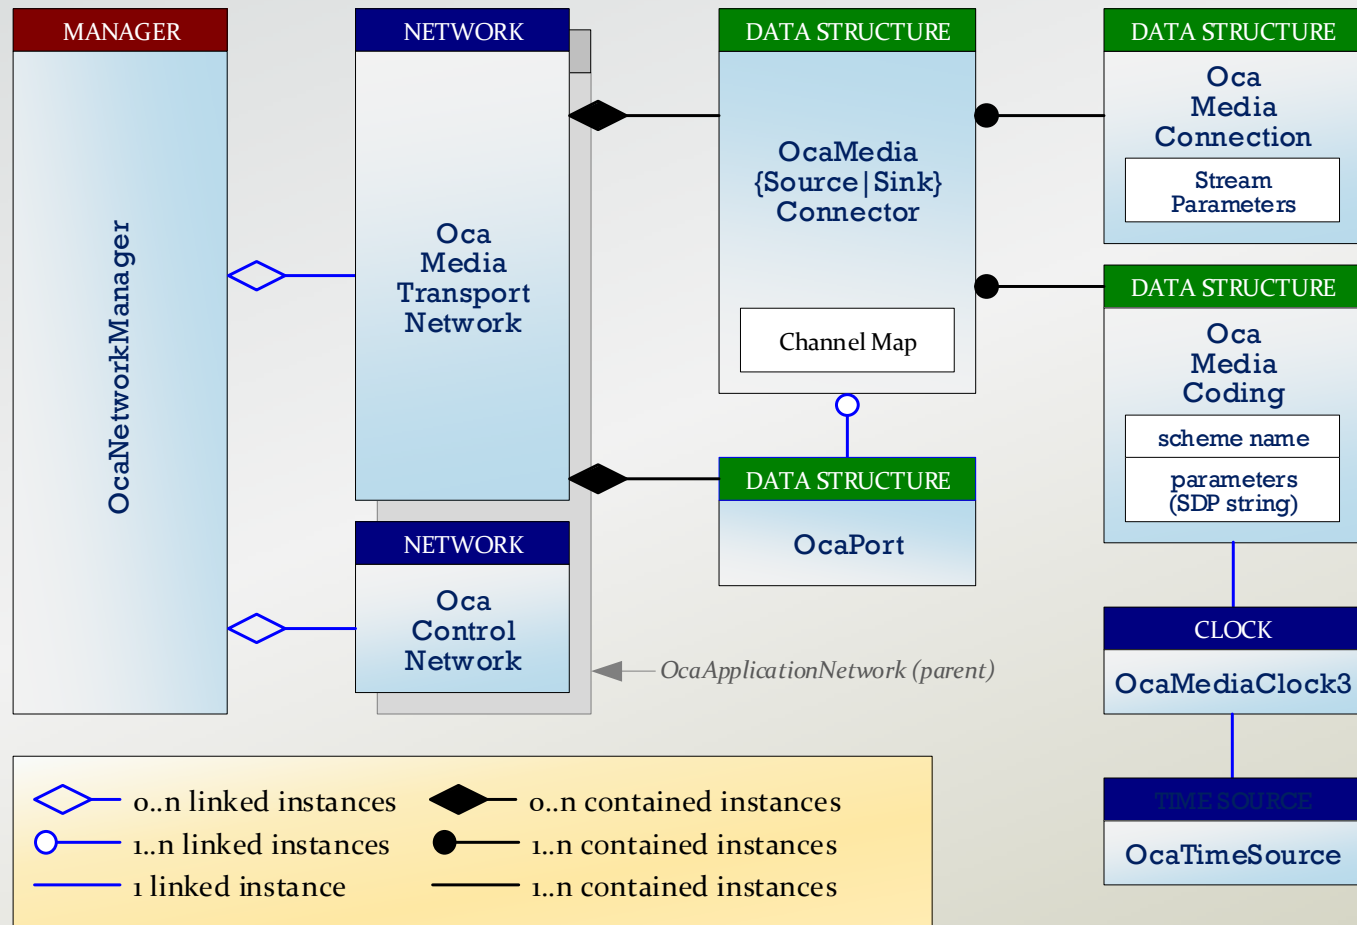 MANAGER
OcaNetworkManager
NETWORK
Oca
Media
Transport
Network
NETWORK
Oca
Control
Network
OcaApplicationNetwork (parent)
DATA STRUCTURE
OcaMedia
{Source|Sink}
Connector
Channel Map
DATA STRUCTURE
OcaPort
DATA STRUCTURE
Oca
Media
Connection
Stream
Parameters
DATA STRUCTURE
Oca
Media
Coding
scheme name
parameters
(SDP string)
CLOCK
OcaMediaClock3
TIME SOURCE
OcaTimeSource
0..n linked instances
1..n linked instances
1 linked instance
0..n contained instances
1..n contained instances
1..n contained instances